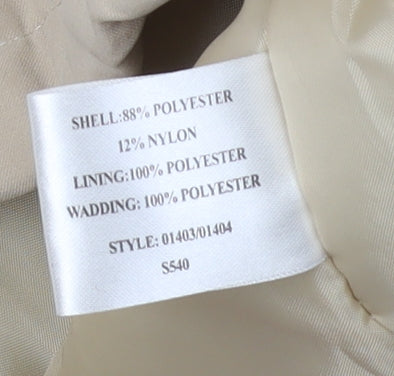 SHELL:88% POLYESTER
12% NYLON
LINING:100% POLYESTER
WADDING: 100% POLYESTER
STYLE: 01403/01404
S540